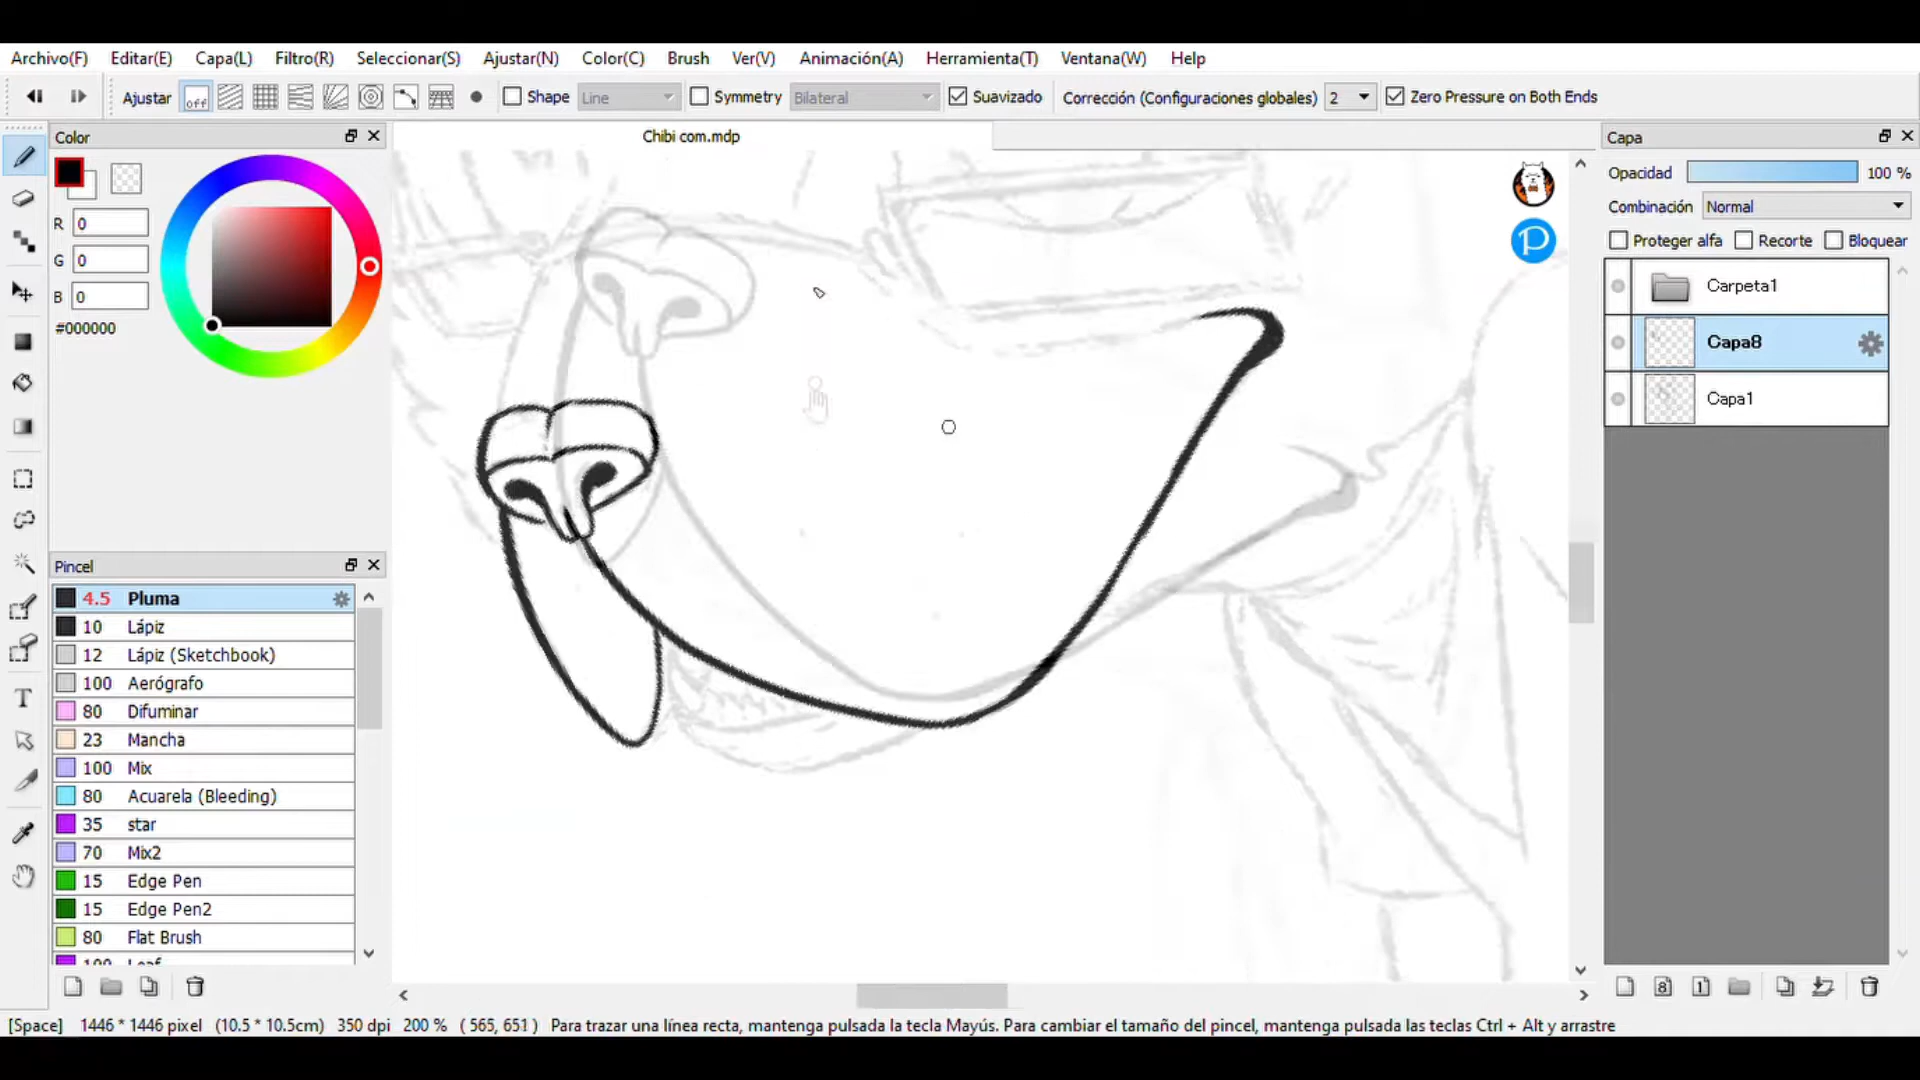 Archivo(F) Editar(E) Capa(L) Filtro(R) Seleccionar(S) Ajustar(N) Color(C) Brush Ver(V) Animación(A) Herramienta(T) Ventana(W) Help
Ajustar off Shape Line Symmetry Bilateral Suavizado Corrección (Configuraciones globales) 2 Zero Pressure on Both Ends
Color
Chibi com.mdp
Capa
R 0
G 0
B 0
#000000
Opacidad 100 %
Combinación Normal
Proteger alfa Recorte Bloquear
Carpeta1
Capa8
Capa1
P
Pincel
4.5 Pluma
10 Lápiz
12 Lápiz (Sketchbook)
100 Aerógrafo
80 Difuminar
23 Mancha
100 Mix
80 Acuarela (Bleeding)
35 star
70 Mix2
15 Edge Pen
15 Edge Pen2
80 Flat Brush
T
8 1
[Space] 1446 * 1446 pixel (10.5 * 10.5cm) 350 dpi 200 % ( 565, 651 ) Para trazar una línea recta, mantenga pulsada la tecla Mayús. Para cambiar el tamaño del pincel, mantenga pulsada las teclas Ctrl + Alt y arrastre